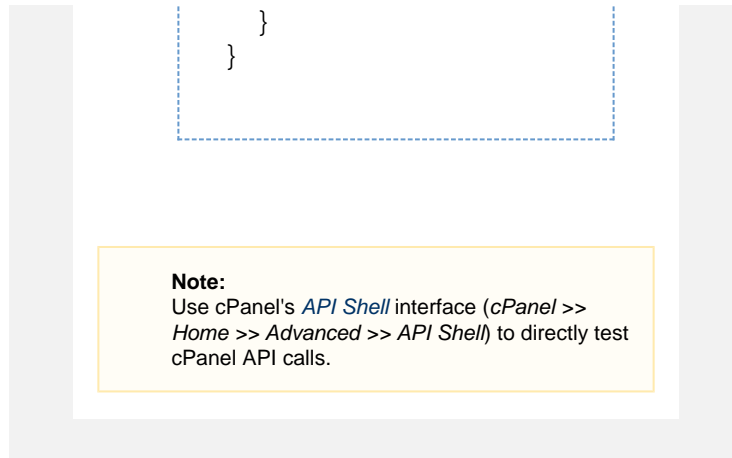 }
}
Note:
Use cPanel's API Shell interface (cPanel >>
Home >> Advanced >> API Shell) to directly test
cPanel API calls.